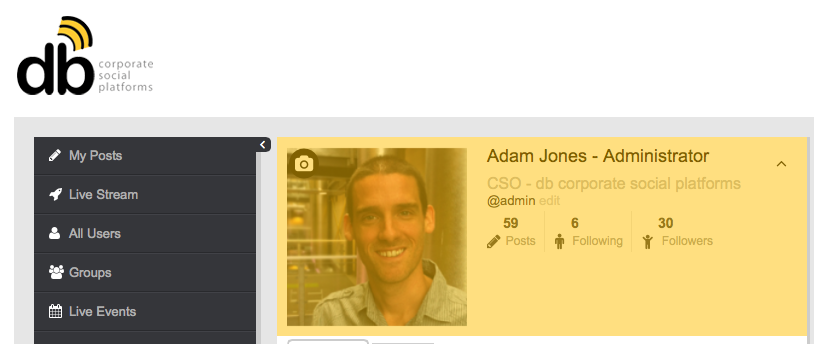 db corporate
social
platforms
My Posts
Live Stream
All Users
Groups
Live Events
Adam Jones - Administrator
CSO - db corporate social platforms
@admin edit
59 6 30
Posts Following Followers